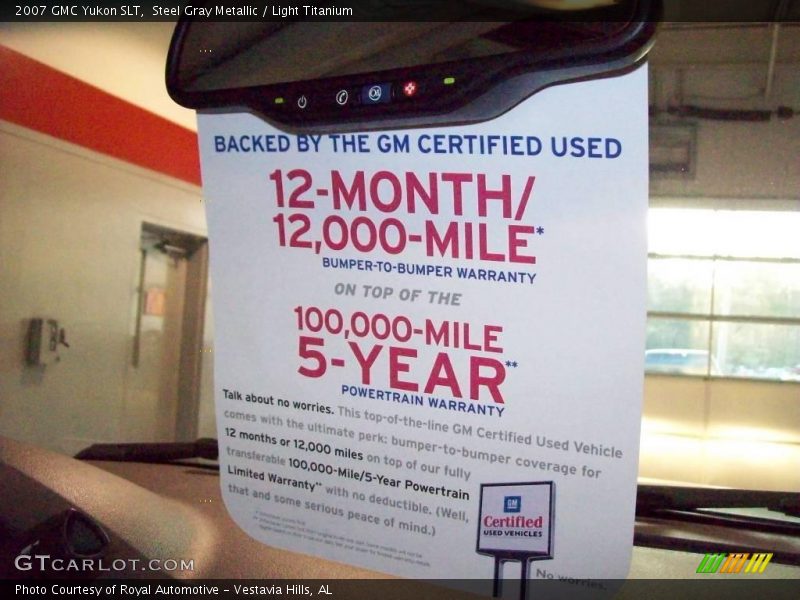 2007 GMC Yukon SLT,  Steel Gray Metallic / Light Titanium
BACKED BY THE GM CERTIFIED USED
12-MONTH/
12,000-MILE*
BUMPER-TO-BUMPER WARRANTY
ON TOP OF THE
100,000-MILE
5-YEAR**
POWERTRAIN WARRANTY
Talk about no worries. This top-of-the-line GM Certified Used Vehicle
comes with the ultimate perk: bumper-to-bumper coverage for
12 months or 12,000 miles on top of our fully
transferable 100,000-Mile/5-Year Powertrain
Limited Warranty** with no deductible. (Well,
that and some serious peace of mind.)
GM
Certified
USED VEHICLES
No worries.
GTCARLOT.COM
Photo Courtesy of Royal Automotive - Vestavia Hills, AL